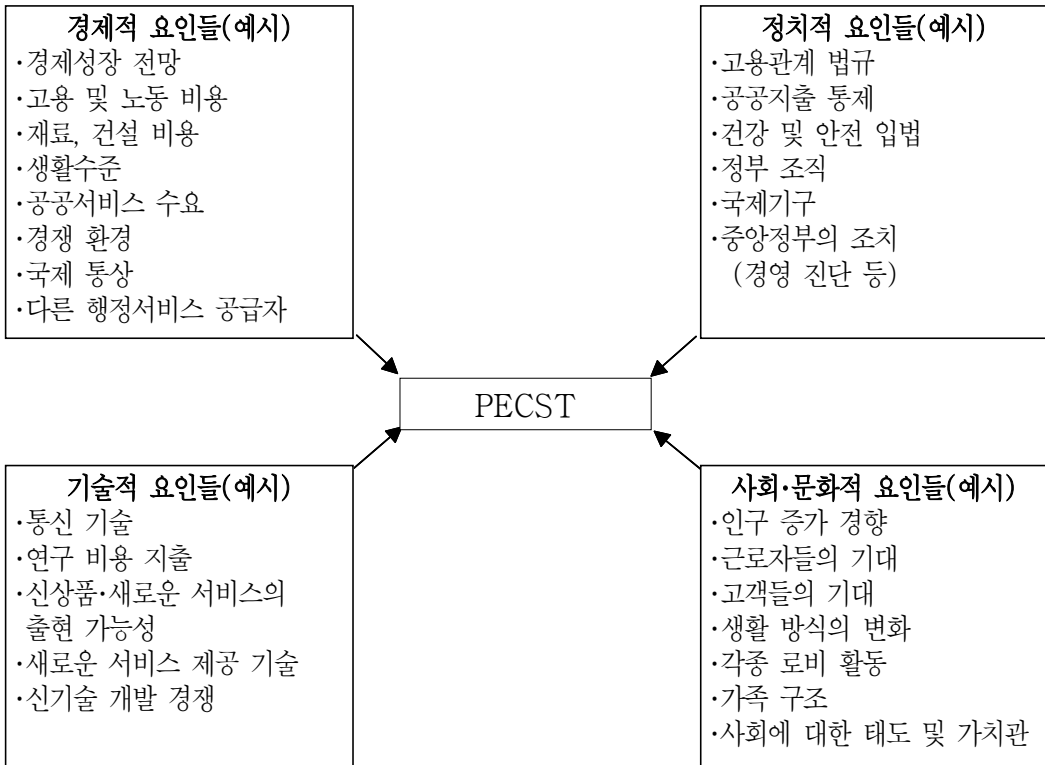 경제적 요인들(예시)
·경제성장 전망
·고용 및 노동 비용
·재료, 건설 비용
·생활수준
·공공서비스 수요
·경쟁 환경
·국제 통상
·다른 행정서비스 공급자
정치적 요인들(예시)
·고용관계 법규
·공공지출 통제
·건강 및 안전 입법
·정부 조직
·국제기구
·중앙정부의 조치
(경영 진단 등)
PECST
기술적 요인들(예시)
·통신 기술
·연구 비용 지출
·신상품·새로운 서비스의
출현 가능성
·새로운 서비스 제공 기술
·신기술 개발 경쟁
사회·문화적 요인들(예시)
·인구 증가 경향
·근로자들의 기대
·고객들의 기대
·생활 방식의 변화
·각종 로비 활동
·가족 구조
·사회에 대한 태도 및 가치관